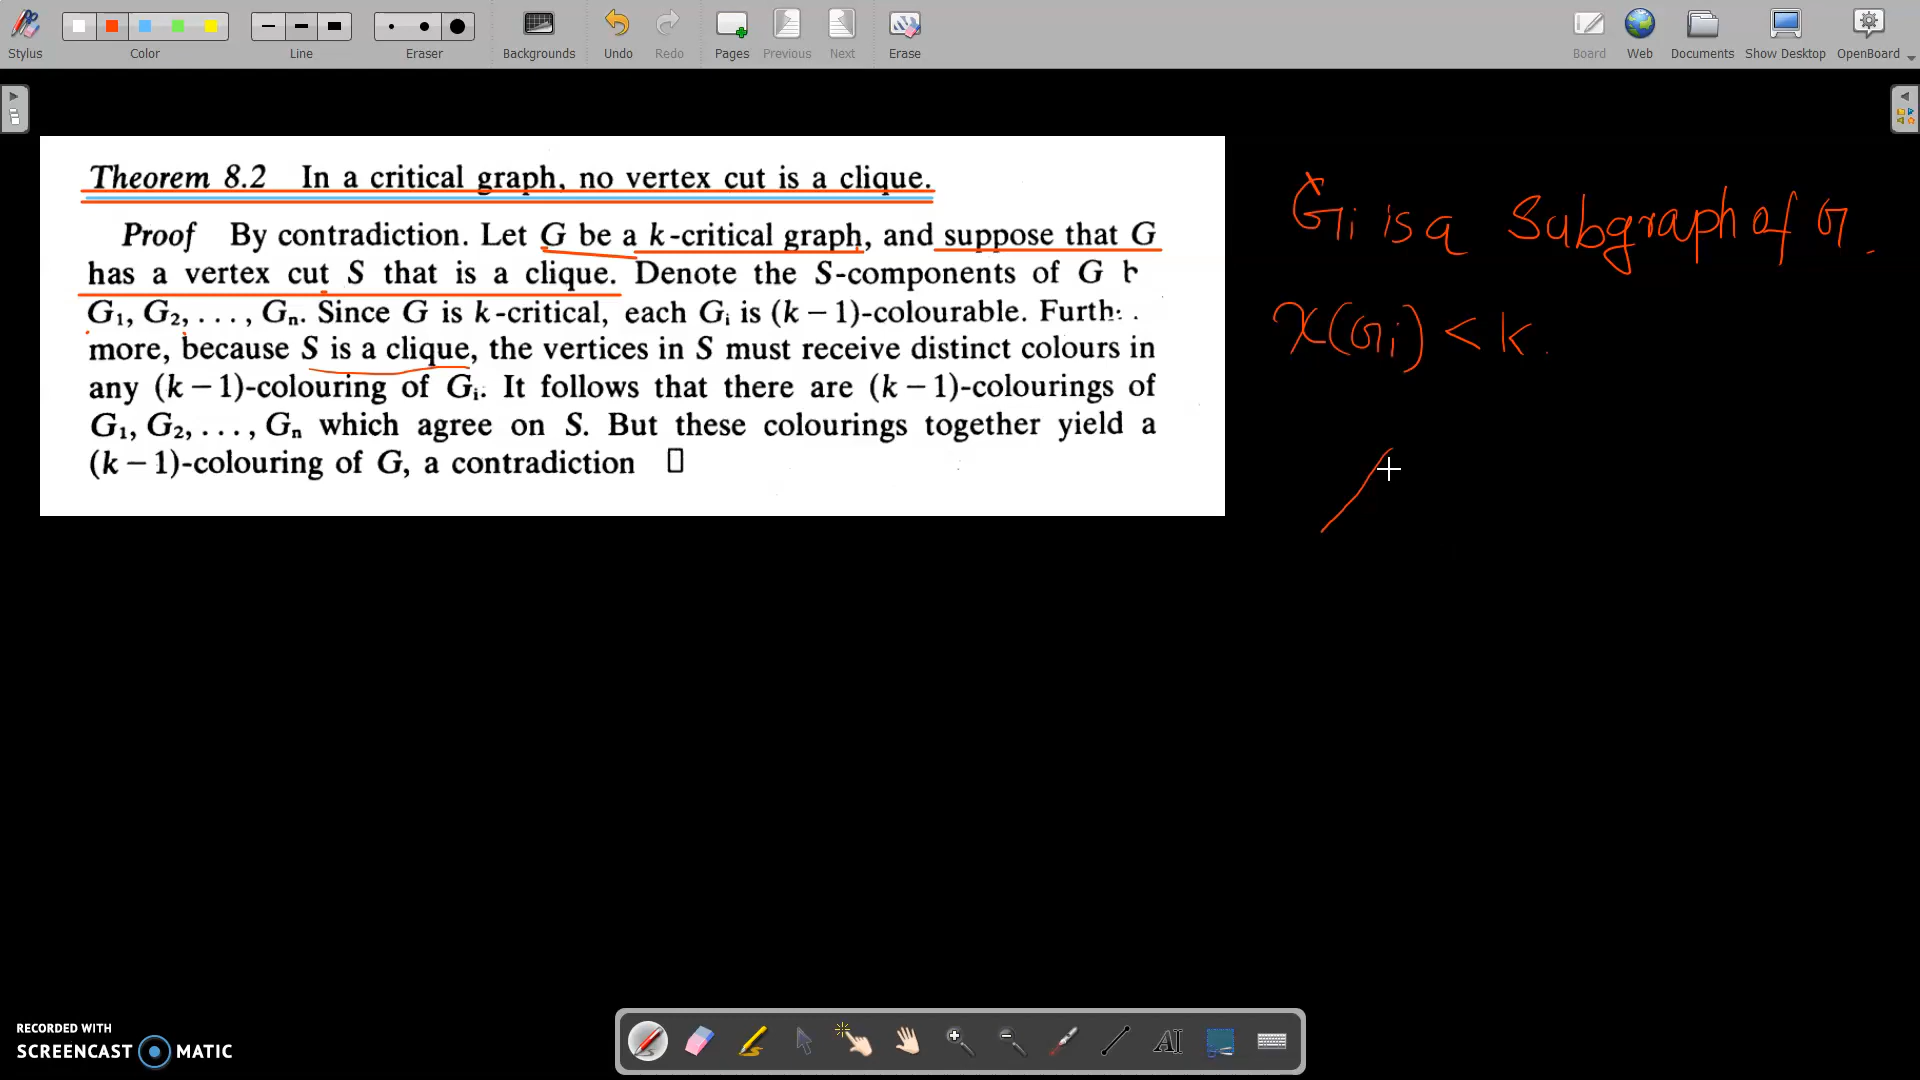 Stylus Color Line Eraser Backgrounds Undo Redo Pages Previous Next Erase Board Web Documents Show Desktop OpenBoard
Theorem 8.2 In a critical graph, no vertex cut is a clique.
Proof By contradiction. Let G be a k-critical graph, and suppose that G
has a vertex cut S that is a clique. Denote the S-components of G
G₁, G₂, . . . , Gₙ. Since G is k-critical, each Gᵢ is (k − 1)-colourable. Furth
more, because S is a clique, the vertices in S must receive distinct colours in
any (k − 1)-colouring of Gᵢ. It follows that there are (k − 1)-colourings of
G₁, G₂, . . . , Gₙ which agree on S. But these colourings together yield a
(k − 1)-colouring of G, a contradiction □
Gi is a Subgraph of G.
χ(Gi) < k.
RECORDED WITH
SCREENCAST MATIC
AI